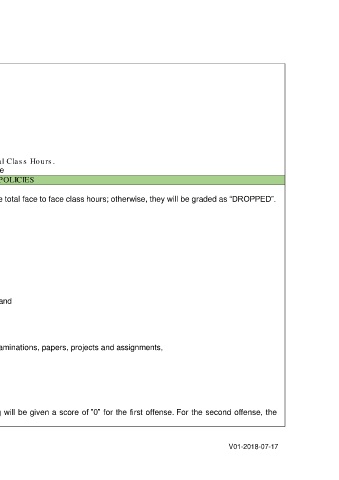 Class Hours.
POLICIES
total face to face class hours; otherwise, they will be graded as “DROPPED”.
and
papers, projects and assignments,
will be given a score of "0" for the first offense. For the second offense, the
V01-2018-07-17